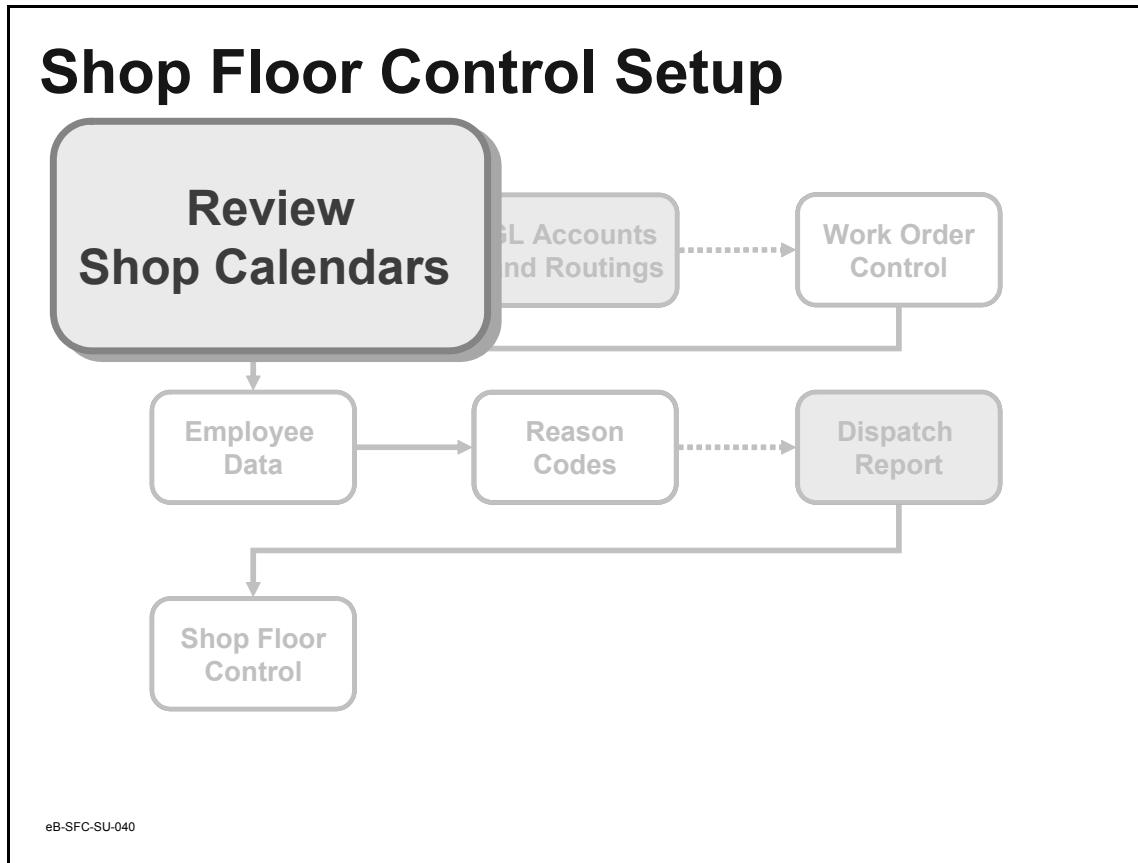 Shop Floor Control Setup
Review
Shop Calendars
GL Accounts
and Routings
Work Order
Control
Employee
Data
Reason
Codes
Dispatch
Report
Shop Floor
Control
eB-SFC-SU-040